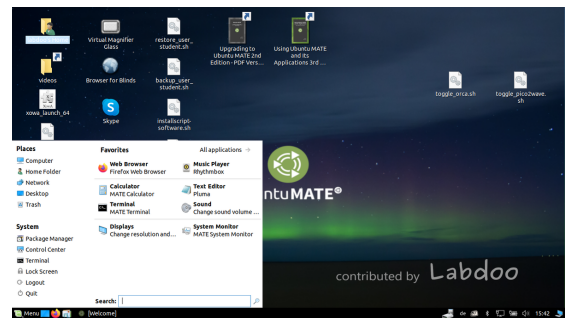 Virtual Magnifier
Glass
restore_user_
student.sh
Upgrading to
Ubuntu MATE 2nd
Edition - PDF Vers...
Using Ubuntu MATE
and its
Applications 3rd ...
videos
Browser for Blinds
backup_user_
student.sh
toggle_orca.sh
toggle_pico2wave.
sh
xowa_launch_64
Skype
installscript-
software.sh
Places
Computer
Home Folder
Network
Desktop
Trash
System
Package Manager
Control Center
Terminal
Lock Screen
Logout
Quit
Favorites
All applications
Web Browser
Firefox Web Browser
Music Player
Rhythmbox
Calculator
MATE Calculator
Text Editor
Pluma
Terminal
MATE Terminal
Sound
Change sound volume ...
Displays
Change resolution and...
System Monitor
MATE System Monitor
Search:
ntu MATE®
contributed by Labdoo
Menu
[Welcome]
de
15:42